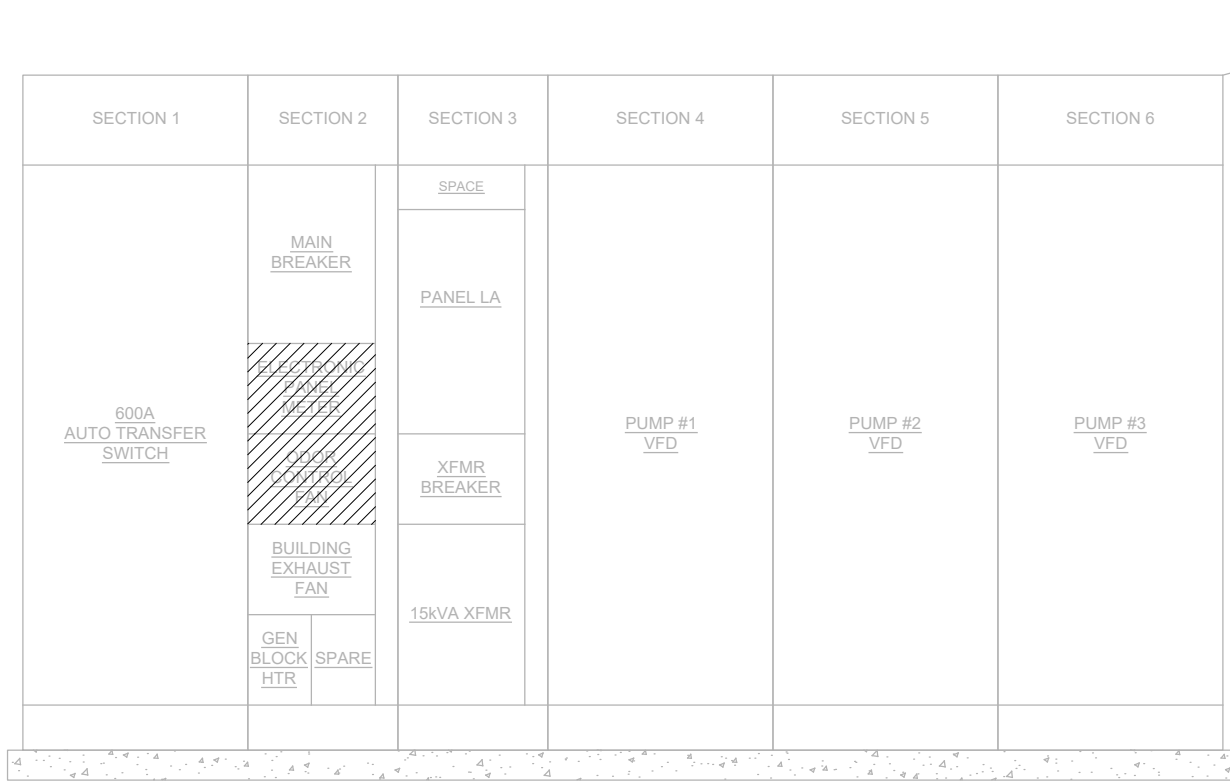 SECTION 1
SECTION 2
SECTION 3
SECTION 4
SECTION 5
SECTION 6
600A
AUTO TRANSFER
SWITCH
MAIN
BREAKER
ELECTRONIC
PANEL
METER
ODOR
CONTROL
FAN
BUILDING
EXHAUST
FAN
GEN
BLOCK
HTR
SPARE
SPACE
PANEL LA
XFMR
BREAKER
15kVA XFMR
PUMP #1
VFD
PUMP #2
VFD
PUMP #3
VFD